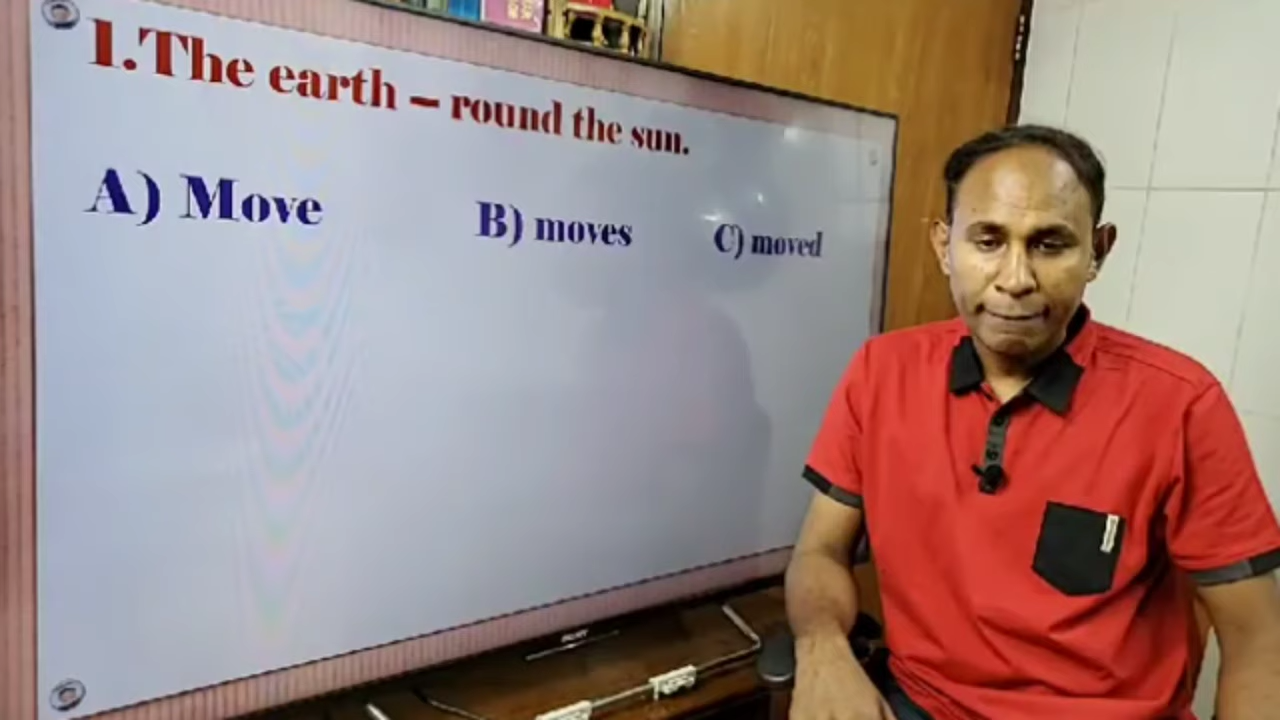 1.The earth – round the sun.
A) Move B) moves C) moved